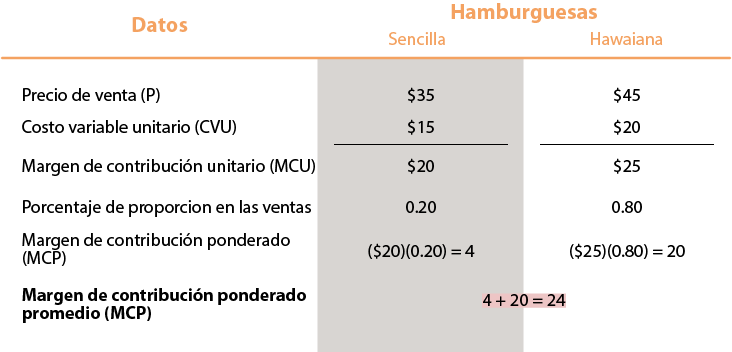 Datos
Hamburguesas
Sencilla
Hawaiana
Precio de venta (P)
$35
$45
Costo variable unitario (CVU)
$15
$20
Margen de contribución unitario (MCU)
$20
$25
Porcentaje de proporcion en las ventas
0.20
0.80
Margen de contribución ponderado
(MCP)
($20)(0.20) = 4
($25)(0.80) = 20
Margen de contribución ponderado
promedio (MCP)
4 + 20 = 24